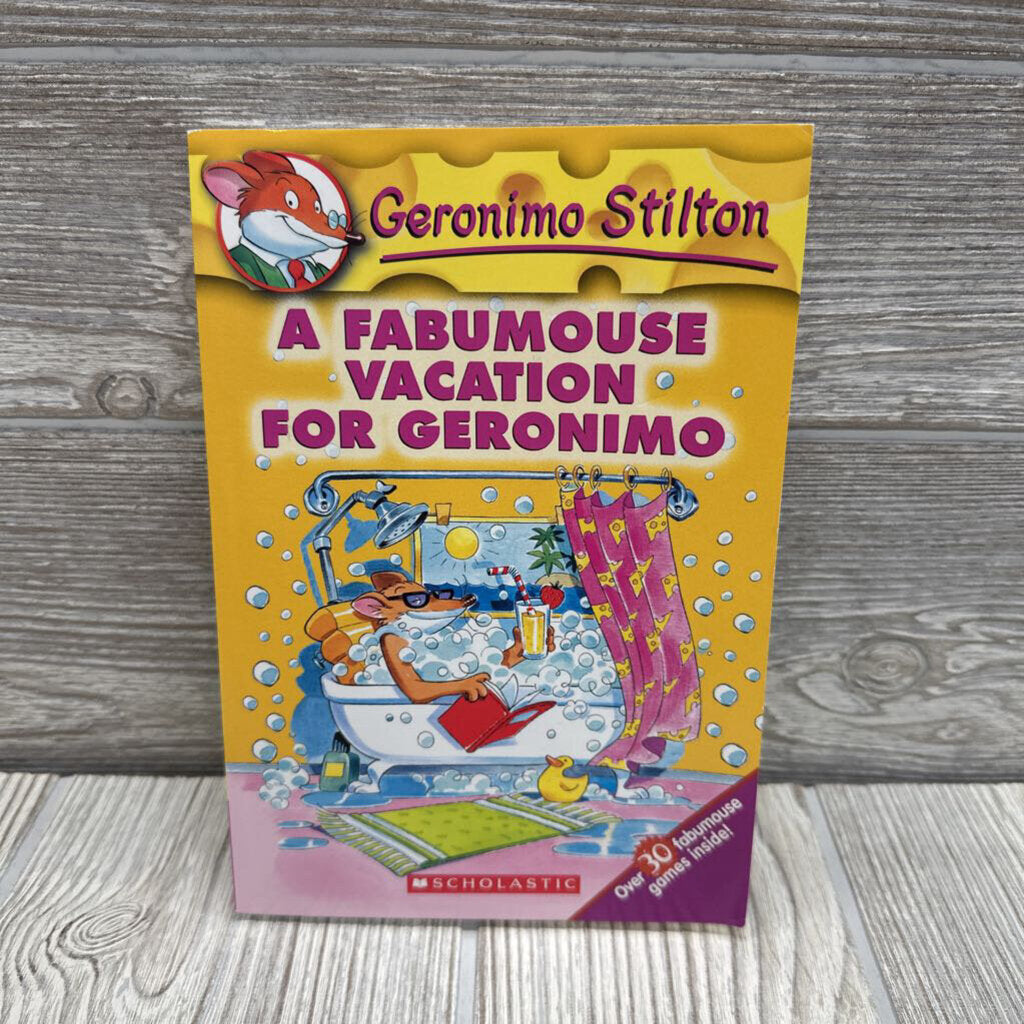 Geronimo Stilton
A FABUMOUSE
VACATION
FOR GERONIMO
SCHOLASTIC
Over 30 fabumouse
games inside!